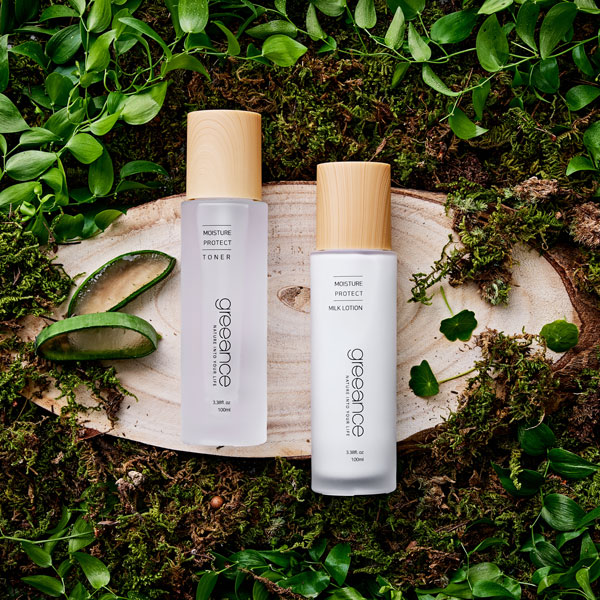 MOISTURE
PROTECT
TONER
greeance
NATURE INTO YOUR LIFE
3.38fl.oz
100ml
MOISTURE
PROTECT
MILK LOTION
greeance
NATURE INTO YOUR LIFE
3.38fl.oz
100ml